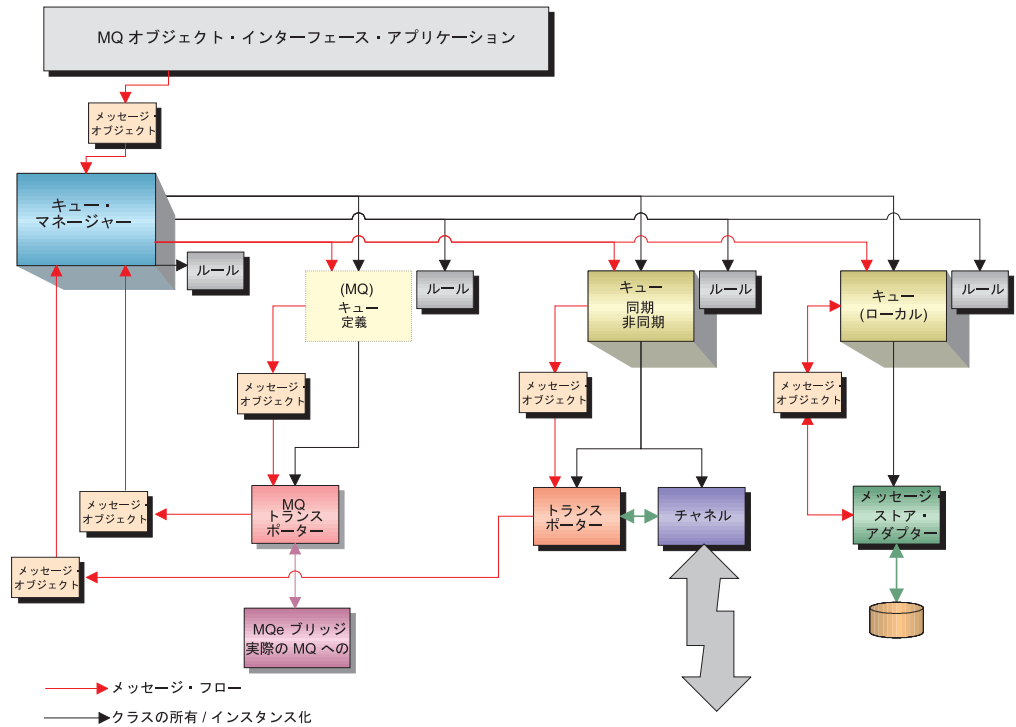 MQ オブジェクト・インターフェース・アプリケーション
メッセージ・
オブジェクト
キュー・
マネージャー
ルール
(MQ)
キュー
定義
ルール
キュー
同期
非同期
ルール
キュー
(ローカル)
ルール
メッセージ・
オブジェクト
メッセージ・
オブジェクト
メッセージ・
オブジェクト
メッセージ・
オブジェクト
MQ
トランス
ポーター
トランス
ポーター
チャネル
メッセージ・
ストア・
アダプター
メッセージ・
オブジェクト
MQe ブリッジ
実際の MQ への
メッセージ・フロー
クラスの所有 / インスタンス化